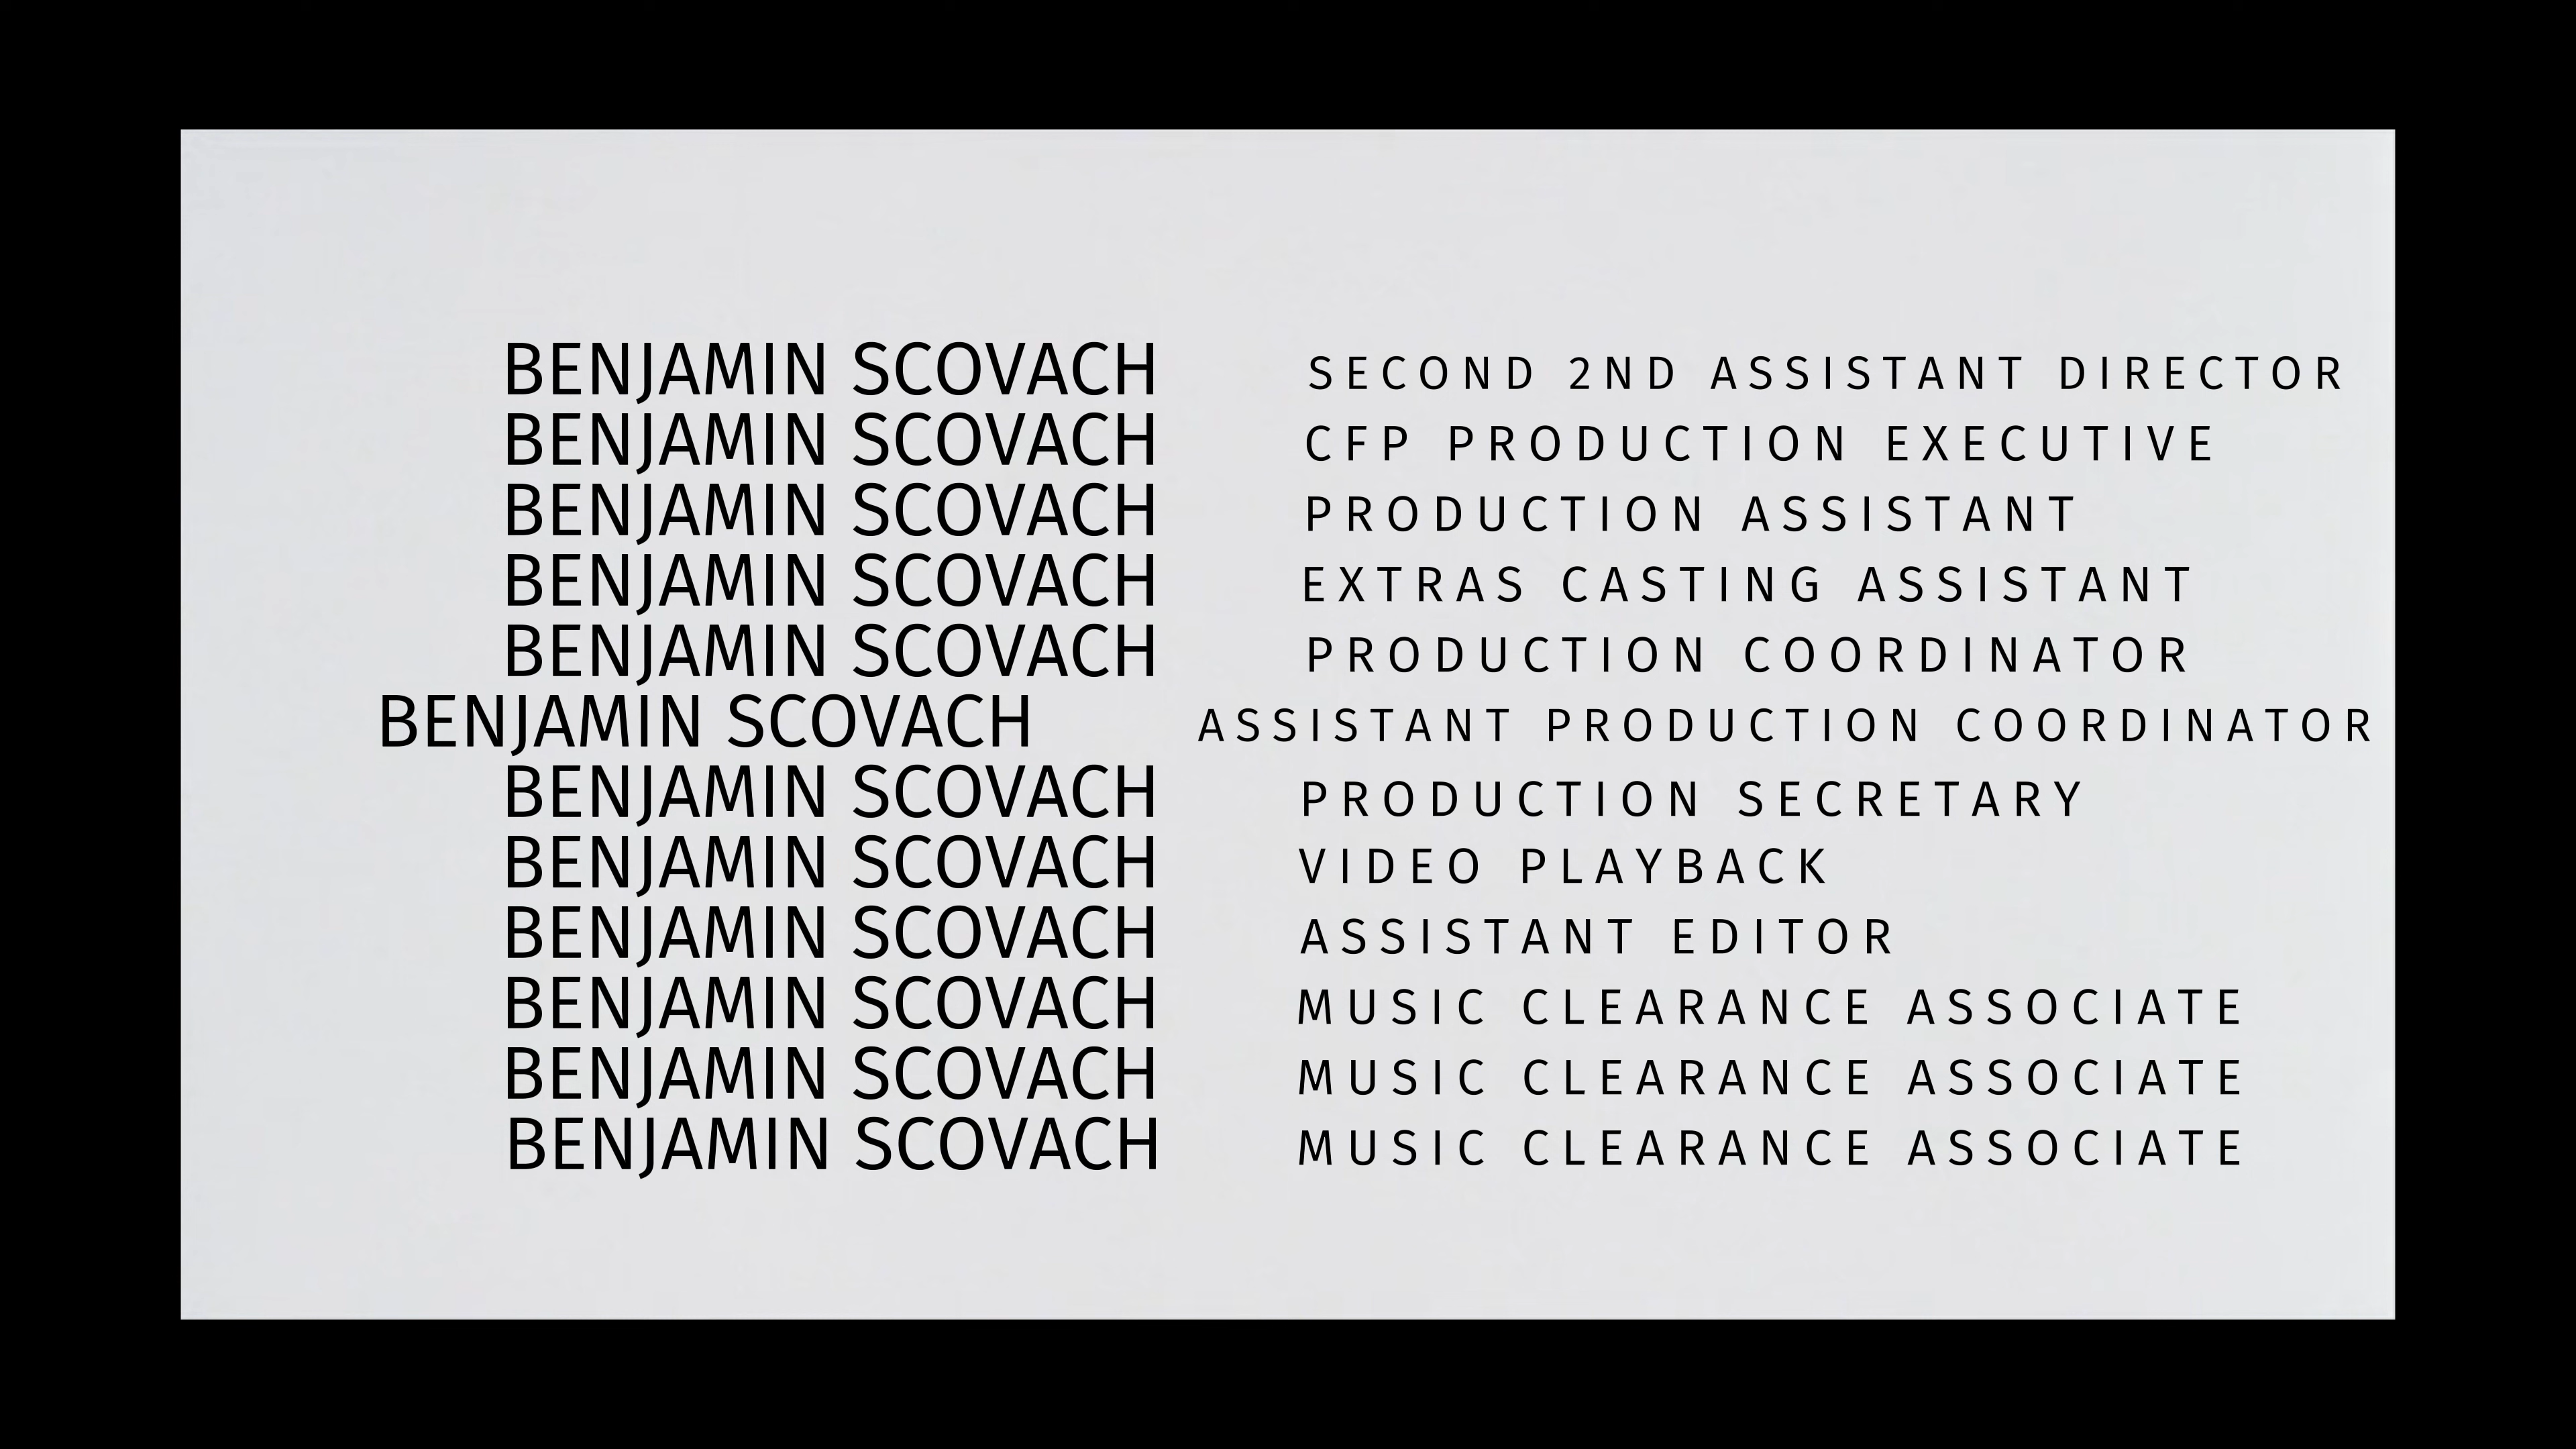 BENJAMIN SCOVACH SECOND 2ND ASSISTANT DIRECTOR
BENJAMIN SCOVACH CFP PRODUCTION EXECUTIVE
BENJAMIN SCOVACH PRODUCTION ASSISTANT
BENJAMIN SCOVACH EXTRAS CASTING ASSISTANT
BENJAMIN SCOVACH PRODUCTION COORDINATOR
BENJAMIN SCOVACH ASSISTANT PRODUCTION COORDINATOR
BENJAMIN SCOVACH PRODUCTION SECRETARY
BENJAMIN SCOVACH VIDEO PLAYBACK
BENJAMIN SCOVACH ASSISTANT EDITOR
BENJAMIN SCOVACH MUSIC CLEARANCE ASSOCIATE
BENJAMIN SCOVACH MUSIC CLEARANCE ASSOCIATE
BENJAMIN SCOVACH MUSIC CLEARANCE ASSOCIATE